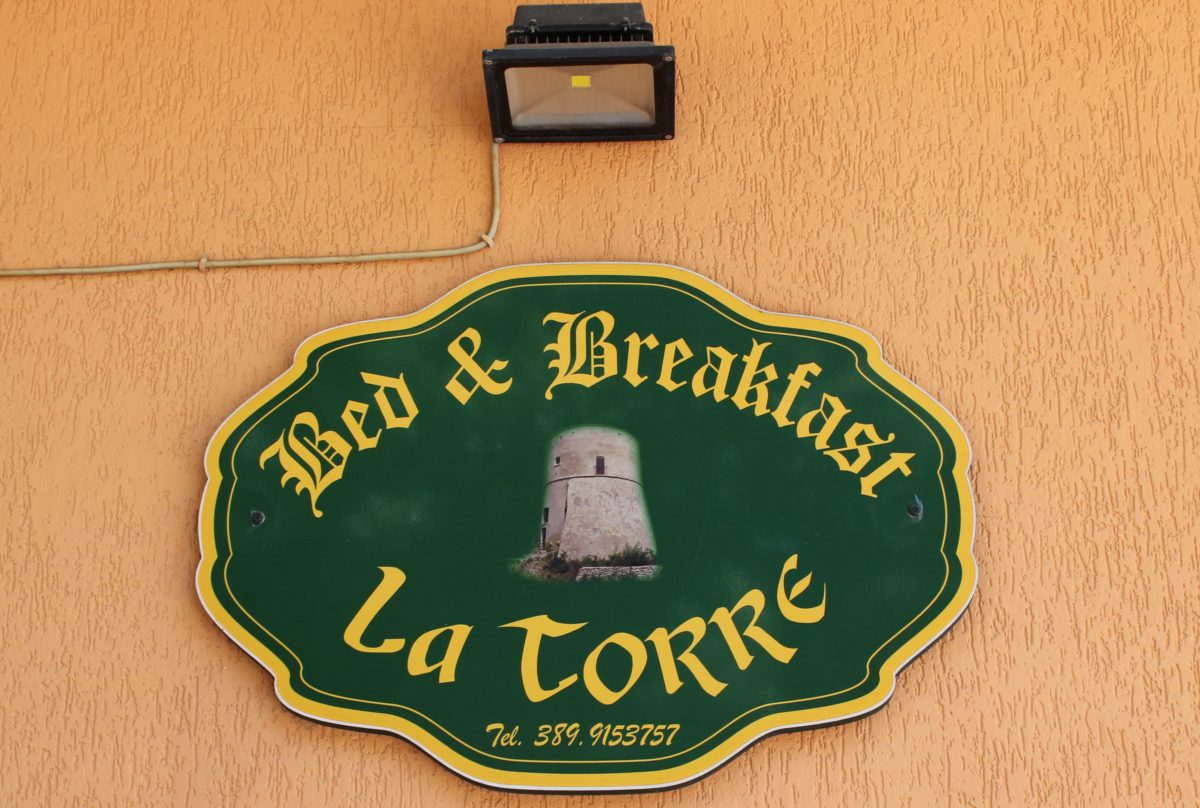 Bed & Breakfast
La Torre
Tel. 389.9153757